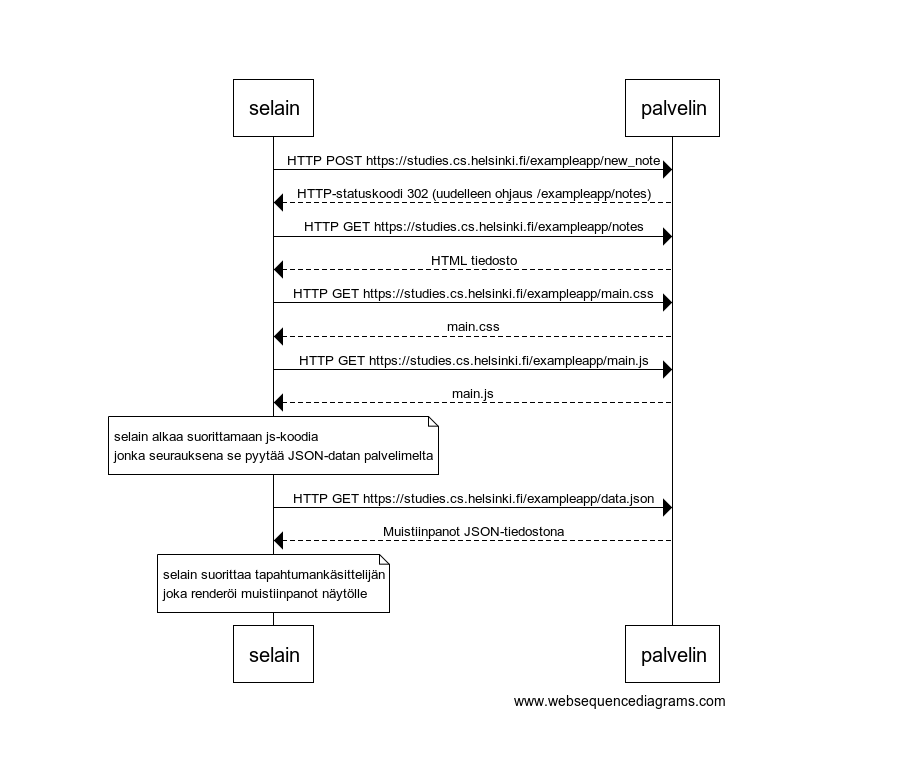 selain
palvelin
HTTP POST https://studies.cs.helsinki.fi/exampleapp/new_note
HTTP-statuskoodi 302 (uudelleen ohjaus /exampleapp/notes)
HTTP GET https://studies.cs.helsinki.fi/exampleapp/notes
HTML tiedosto
HTTP GET https://studies.cs.helsinki.fi/exampleapp/main.css
main.css
HTTP GET https://studies.cs.helsinki.fi/exampleapp/main.js
main.js
selain alkaa suorittamaan js-koodia
jonka seurauksena se pyytää JSON-datan palvelimelta
HTTP GET https://studies.cs.helsinki.fi/exampleapp/data.json
Muistiinpanot JSON-tiedostona
selain suorittaa tapahtumankäsittelijän
joka renderöi muistiinpanot näytölle
selain
palvelin
www.websequencediagrams.com